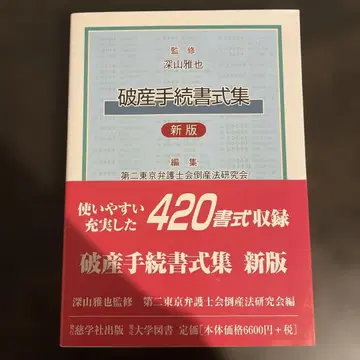 監修
深山雅也
破産手続書式集
新版
編集
第二東京弁護士会倒産法研究会
使いやすい
充実した
420書式収録
破産手続書式集 新版
深山雅也監修 第二東京弁護士会倒産法研究会編
慈学社出版 大学図書 定価[本体価格6600円+税]